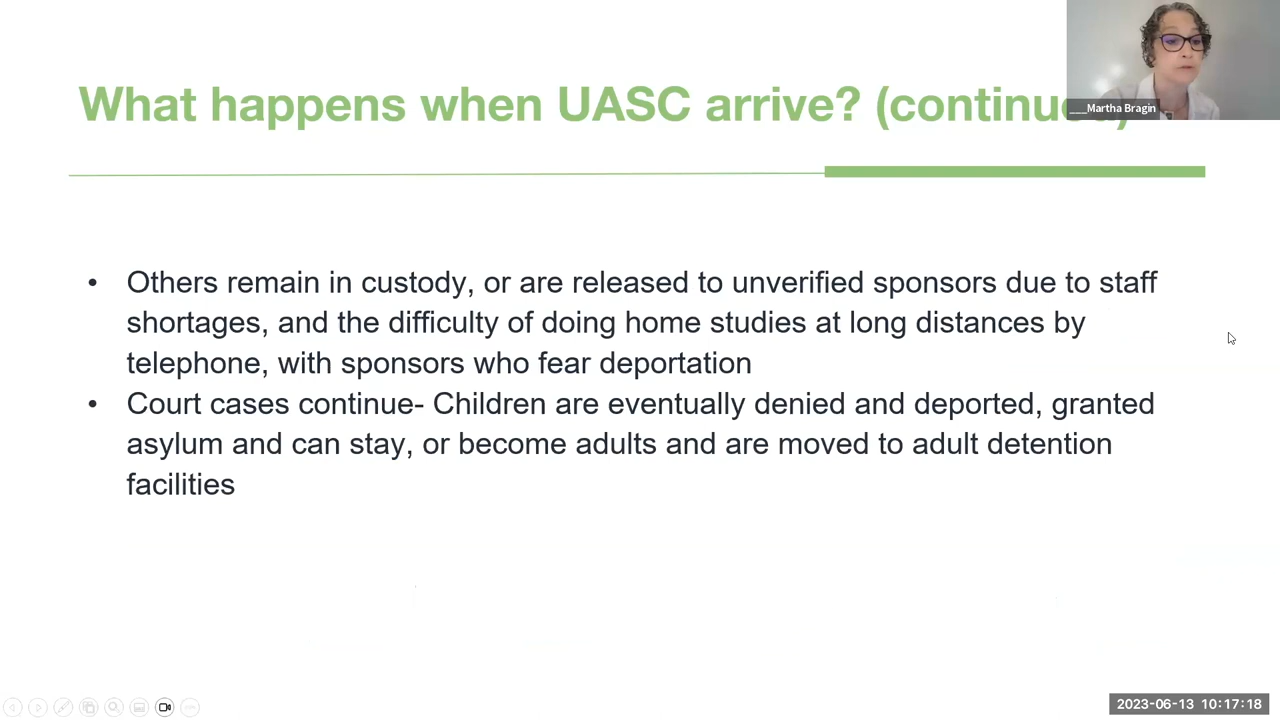 What happens when UASC arrive? (continued)
___Martha Bragin
• Others remain in custody, or are released to unverified sponsors due to staff
shortages, and the difficulty of doing home studies at long distances by
telephone, with sponsors who fear deportation
• Court cases continue- Children are eventually denied and deported, granted
asylum and can stay, or become adults and are moved to adult detention
facilities
2023-06-13 10:17:18